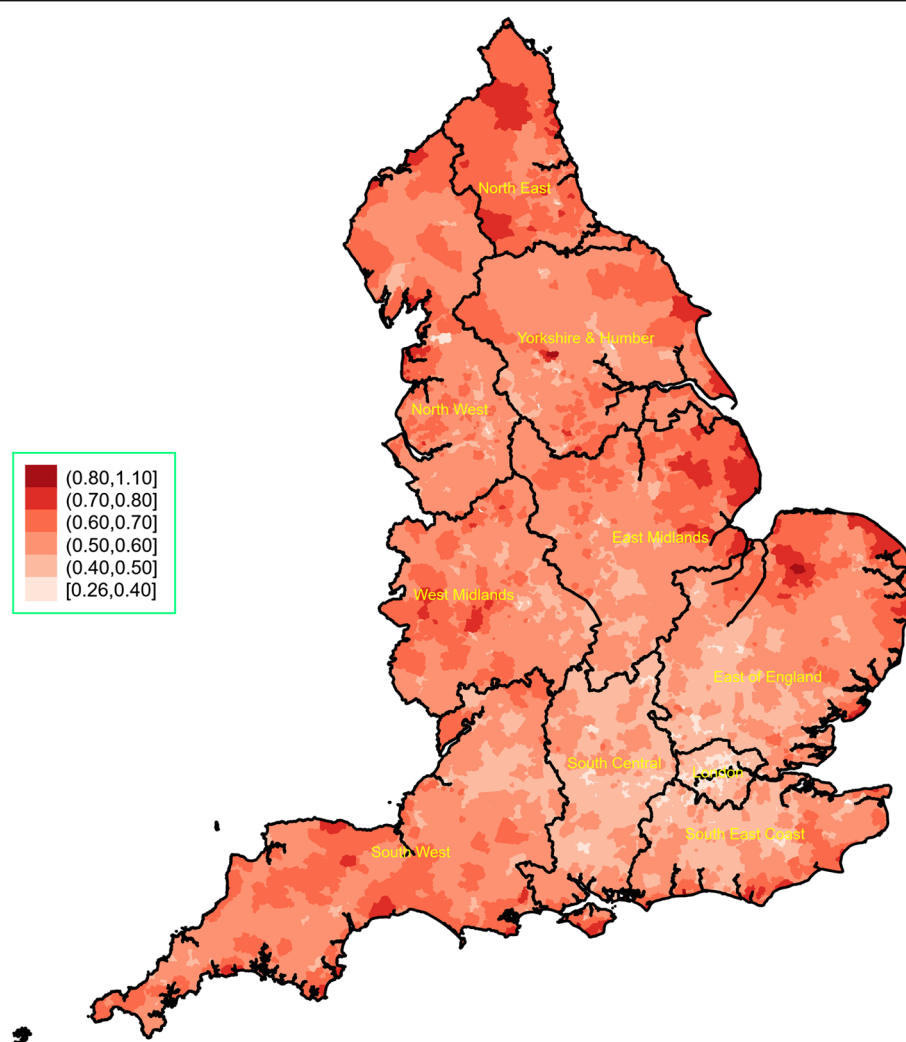 North East
Yorkshire & Humber
North West
(0.80,1.10]
(0.70,0.80]
(0.60,0.70]
(0.50,0.60]
(0.40,0.50]
[0.26,0.40]
East Midlands
West Midlands
East of England
South Central
London
South East Coast
South West